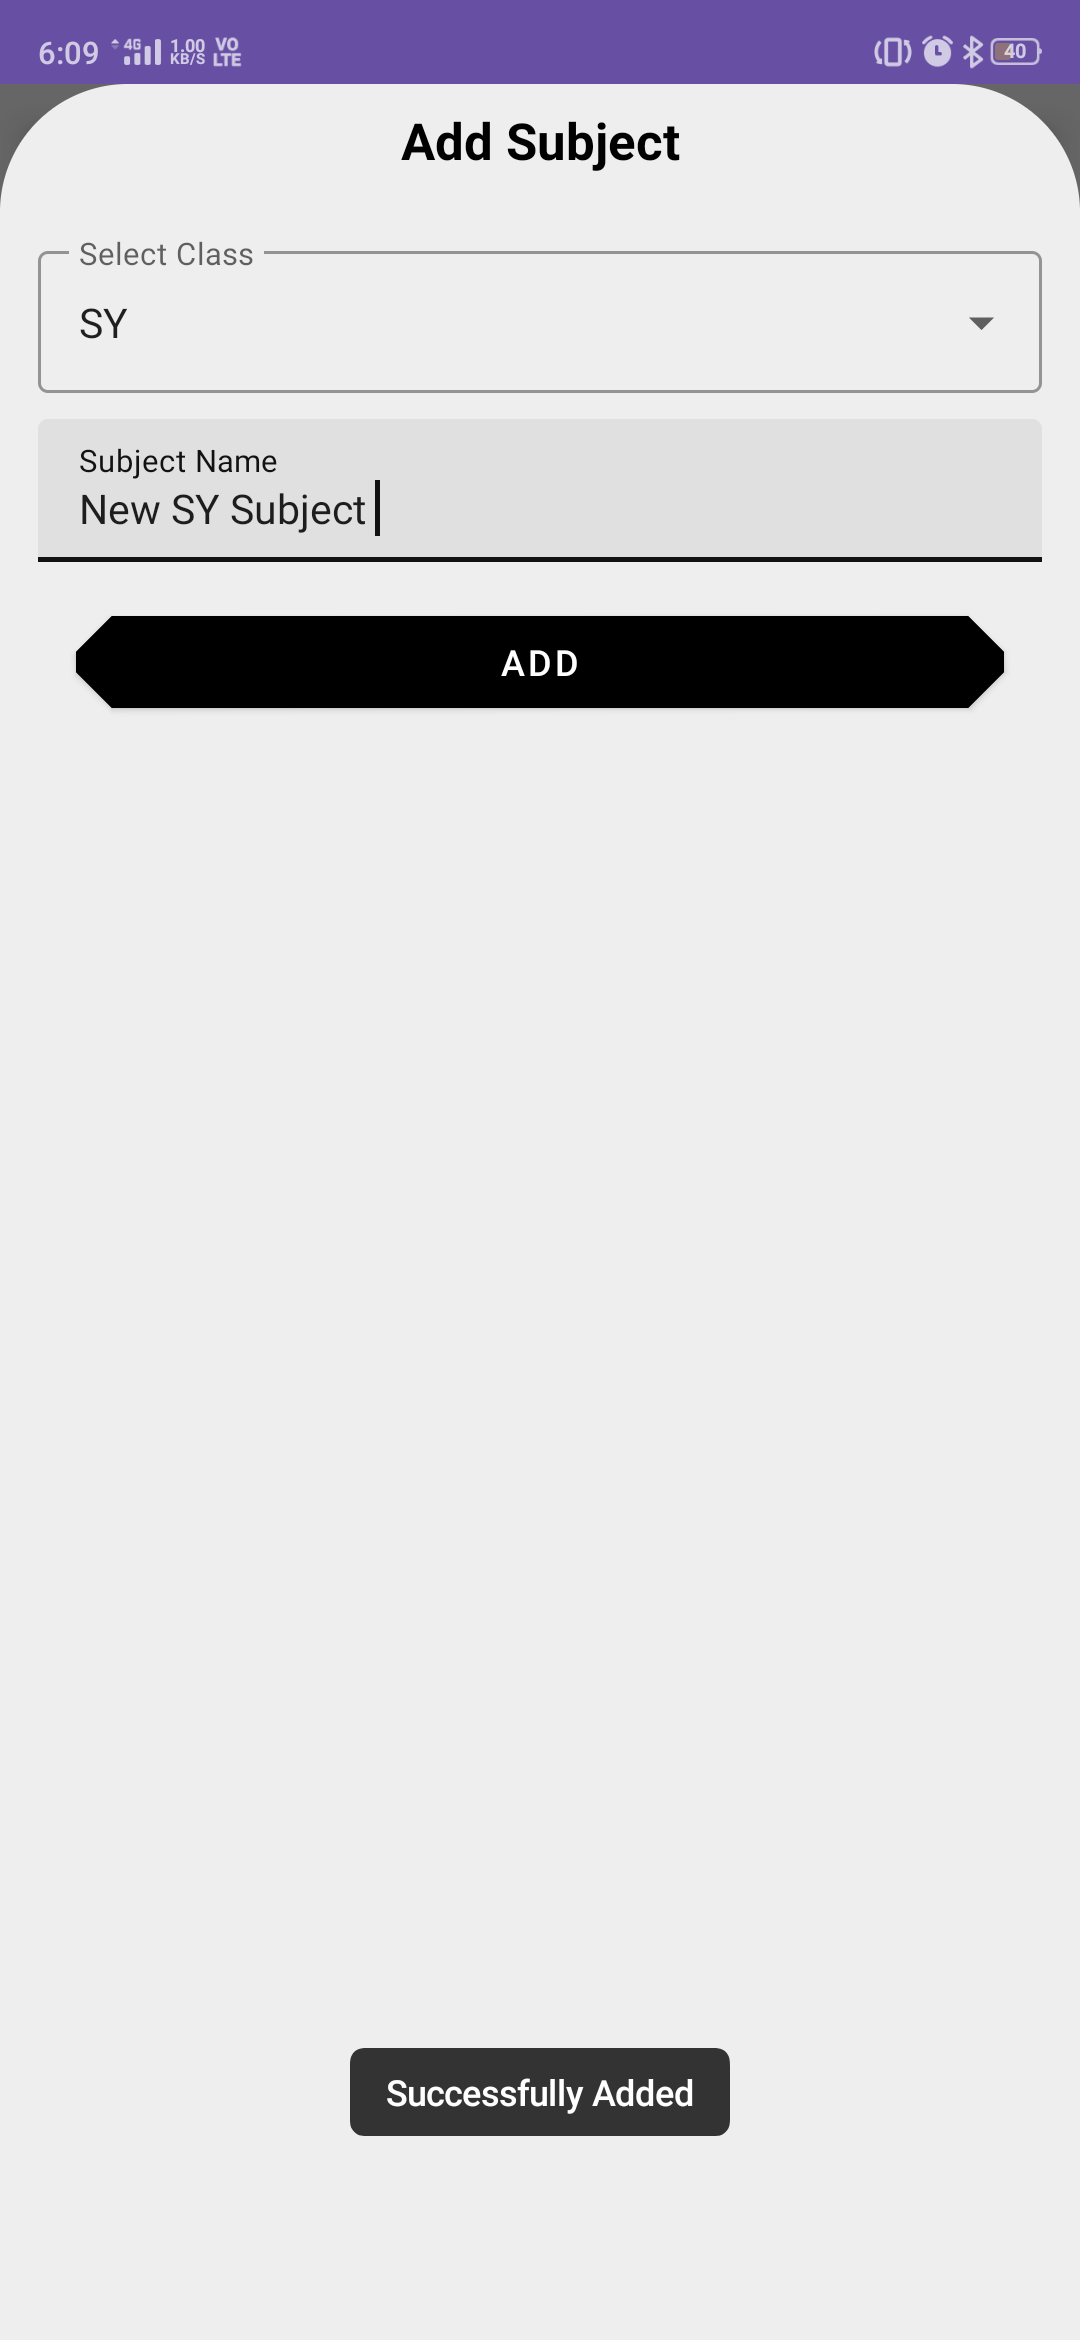 6:09 4G 1.00 KB/S VO LTE 40
Add Subject
Select Class
SY
Subject Name
New SY Subject
ADD
Successfully Added